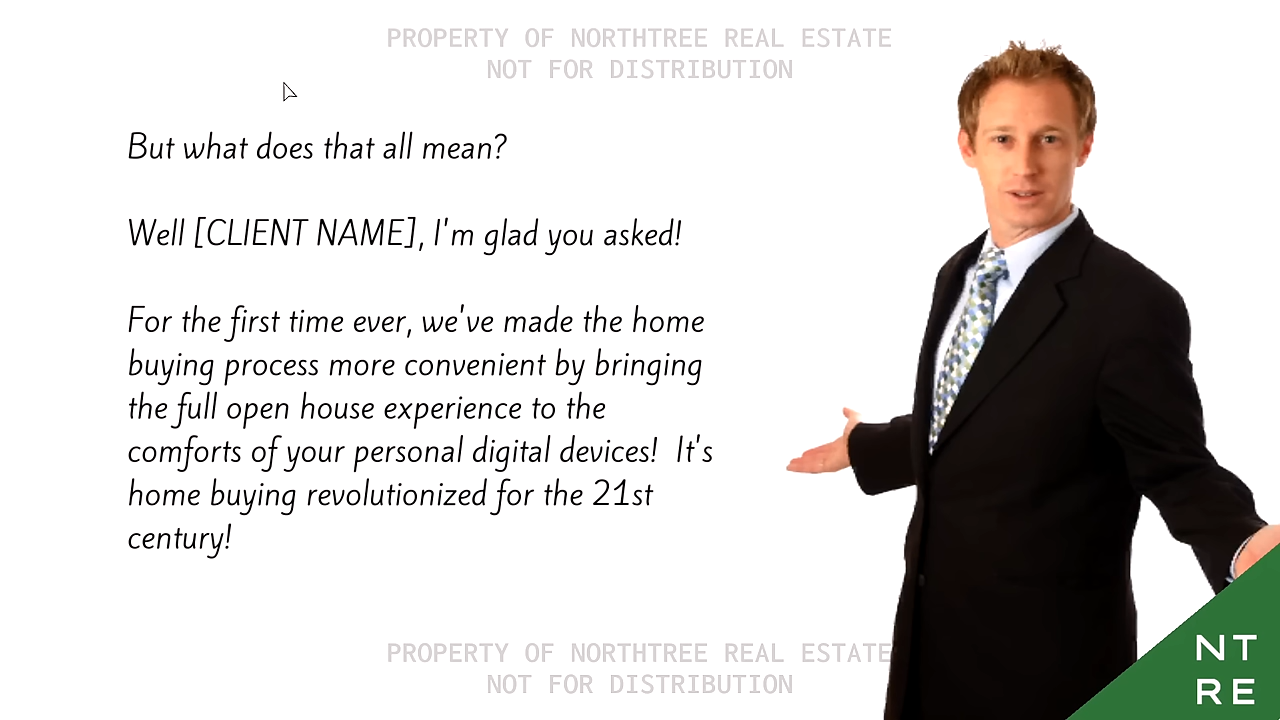 PROPERTY OF NORTHTREE REAL ESTATE
NOT FOR DISTRIBUTION
But what does that all mean?
Well [CLIENT NAME], I'm glad you asked!
For the first time ever, we've made the home
buying process more convenient by bringing
the full open house experience to the
comforts of your personal digital devices!  It's
home buying revolutionized for the 21st
century!
PROPERTY OF NORTHTREE REAL ESTATE
NOT FOR DISTRIBUTION
NT
RE